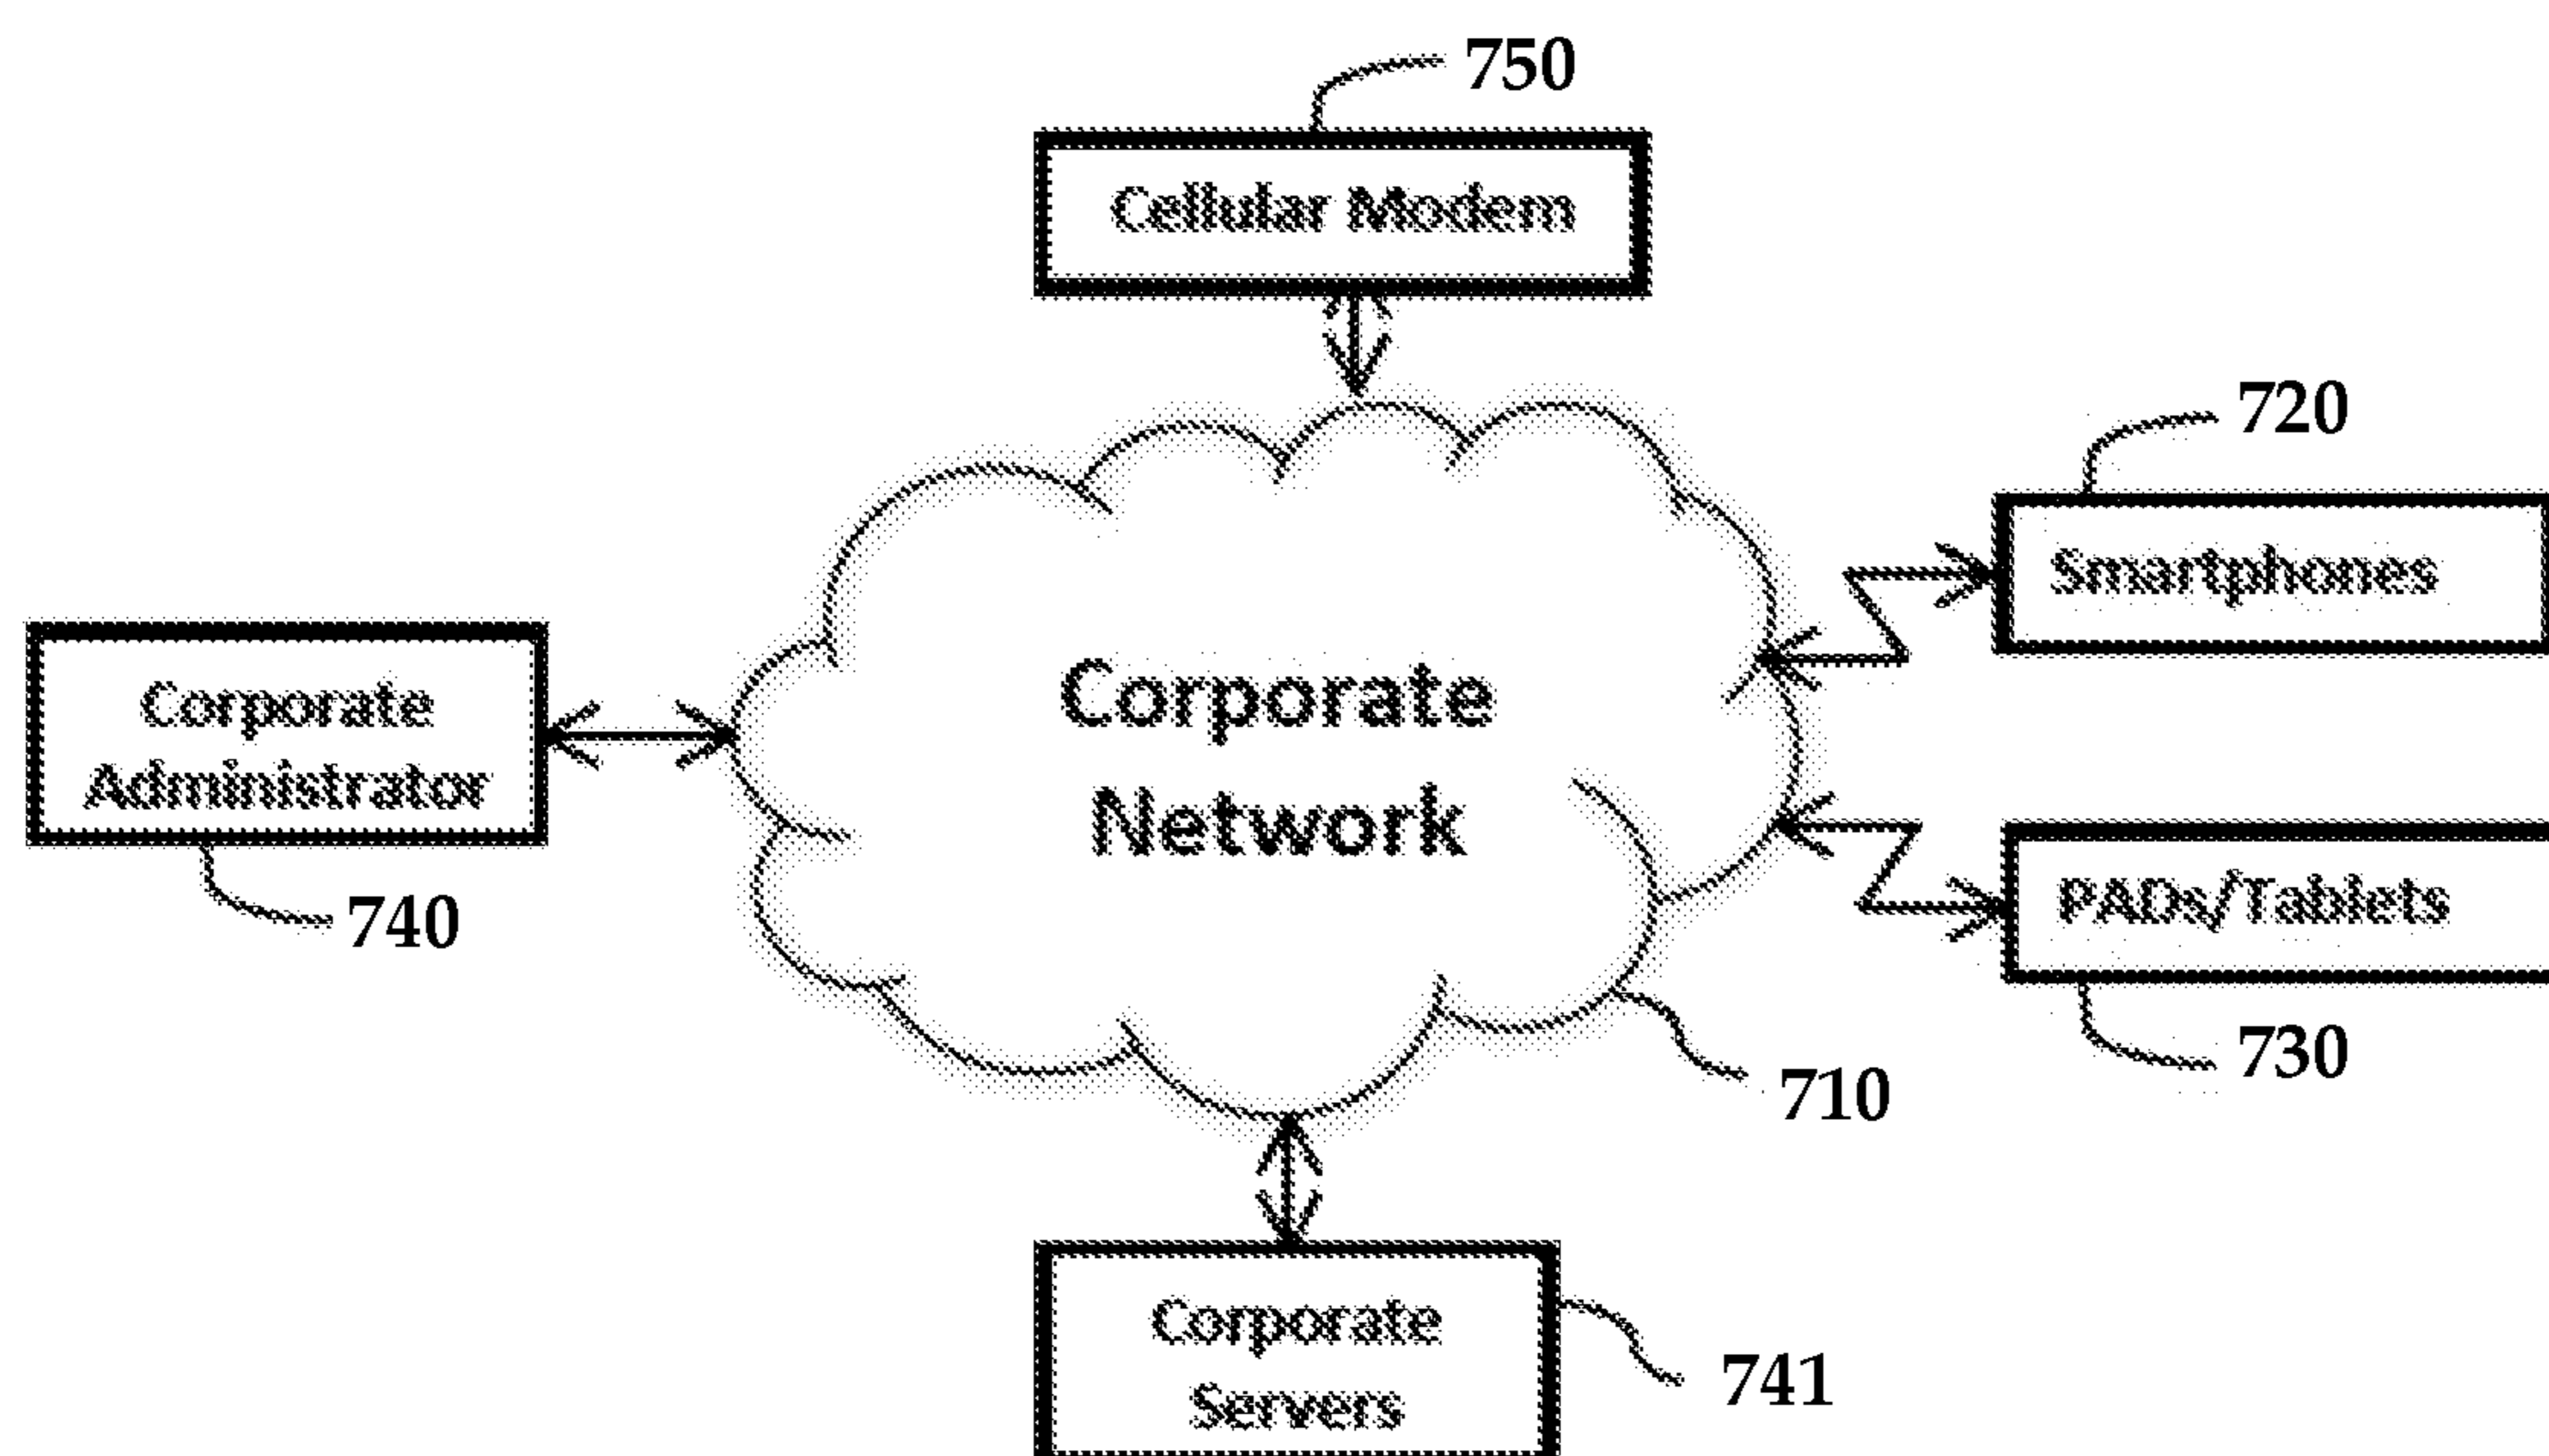 750
Cellular Modem
720
Smartphones
Corporate
Administrator
740
Corporate
Network
PADs/Tablets
730
710
Corporate
Servers
741